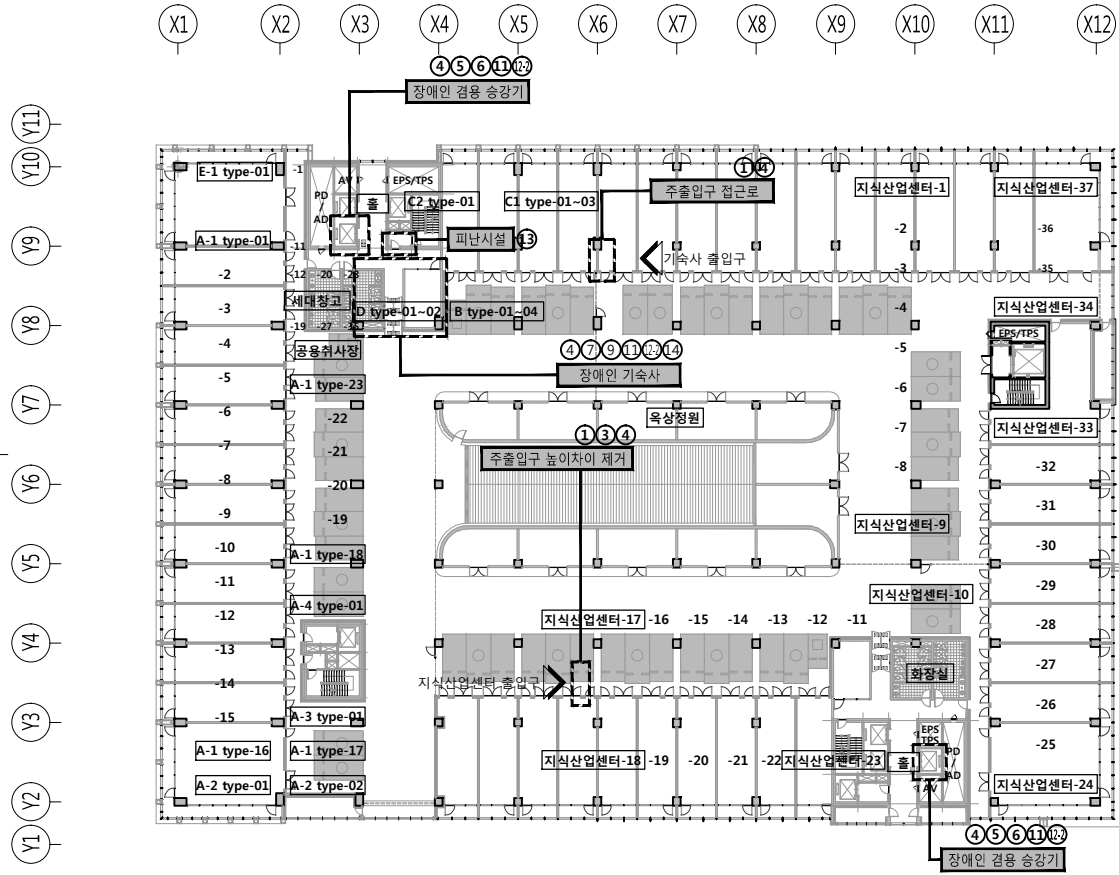 X1 X2 X3 X4 X5 X6 X7 X8 X9 X10 X11 X12
④⑤⑥⑪12-2
장애인 겸용 승강기
Y11
Y10
①④
주출입구 접근로
E-1 type-01
-1
AV
EPS/TPS
PD
/
AD
홀
C2 type-01
C1 type-01~03
지식산업센터-1
지식산업센터-37
피난시설 ⑬
-2
-36
Y9
A-1 type-01
-11
기숙사 출입구
-3
-35
-2
-12 -20 -28
세대창고
D type-01~02
B type-01~04
-4
지식산업센터-34
-3
Y8
-19 -27
EPS/TPS
-4
공용취사장
④⑦⑨⑪12-2⑭
장애인 기숙사
-5
-5
A-1 type-23
-6
Y7
-6
-22
옥상정원
-7
지식산업센터-33
-7
-21
①③④
주출입구 높이차이 제거
-8
-32
Y6
-8
-20
-31
-9
-19
지식산업센터-9
-10
A-1 type-18
-30
Y5
-11
-29
A-4 type-01
지식산업센터-10
-12
지식산업센터-17 -16 -15 -14 -13 -12 -11
-28
Y4
-13
-27
-14
지식산업센터 출입구
화장실
-26
Y3
-15
A-3 type-01
EPS
TPS
-25
A-1 type-16
A-1 type-17
지식산업센터-18 -19 -20 -21 -22 지식산업센터-23
홀
PD
/
AD
A-2 type-01
A-2 type-02
AV
지식산업센터-24
Y2
Y1
④⑤⑥⑪12-2
장애인 겸용 승강기